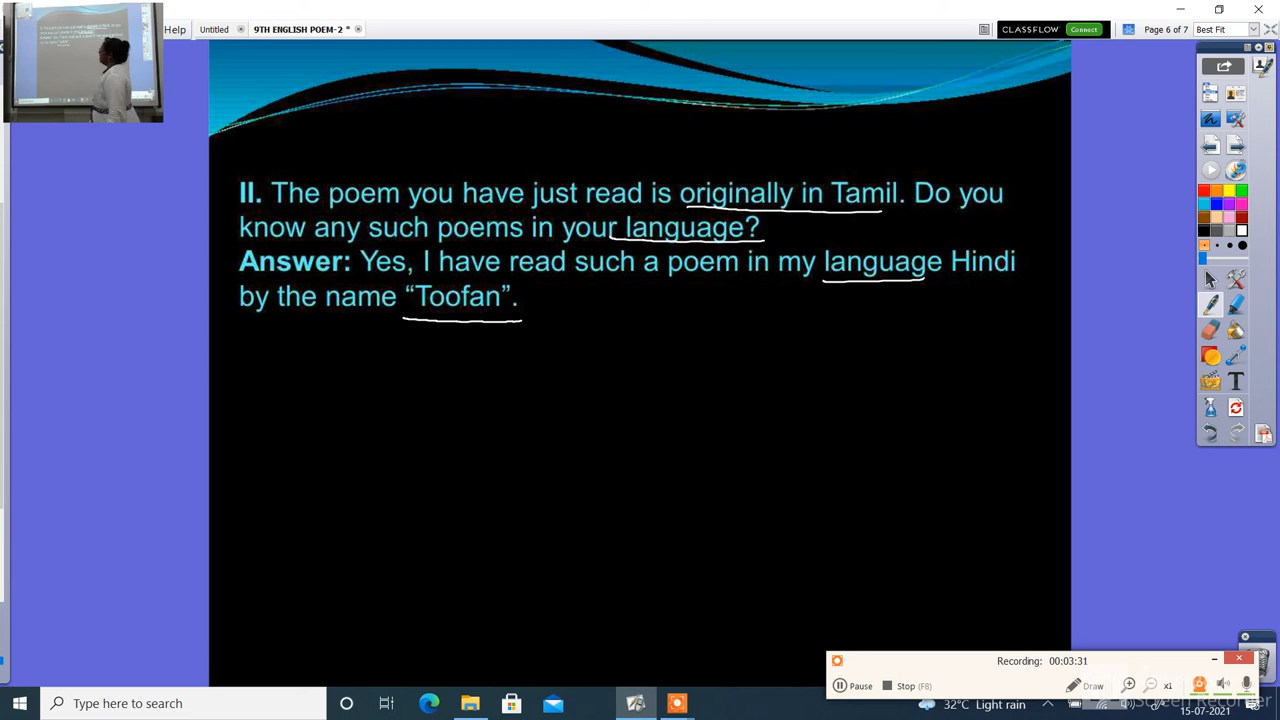 Help
Untitled
9TH ENGLISH POEM-2 *
CLASSFLOW
Connect
Page 6 of 7
Best Fit
II. The poem you have just read is originally in Tamil. Do you
know any such poems in your language?
Answer: Yes, I have read such a poem in my language Hindi
by the name “Toofan”.
Recording: 00:03:31
Pause
Stop (F8)
Draw
x1
Screen Recorder
Type here to search
32°C Light rain
15-07-2021